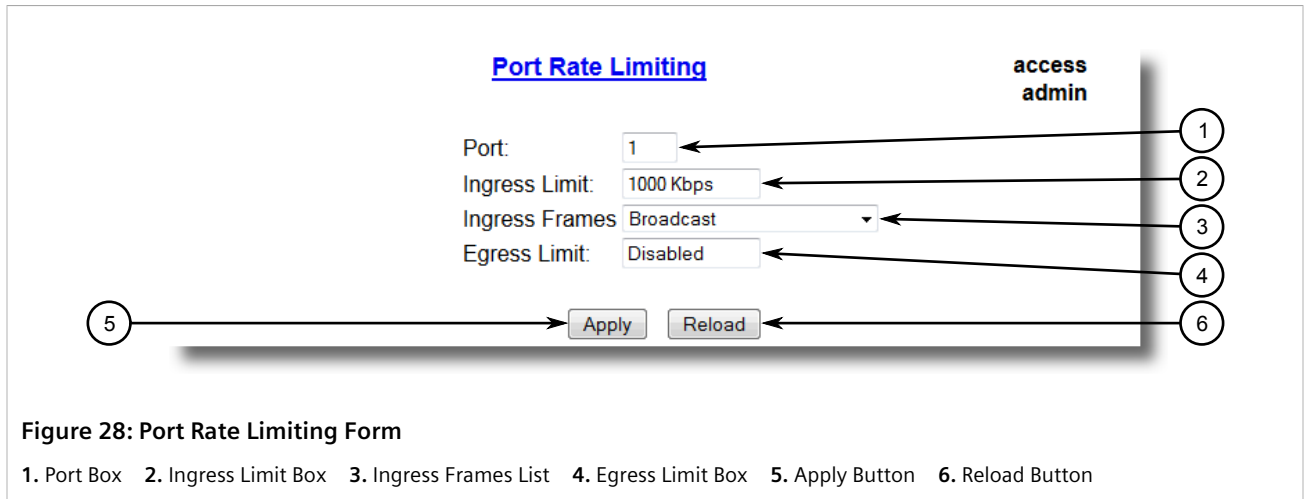 Port Rate Limiting
access
admin
Port: 1
1
Ingress Limit: 1000 Kbps
2
Ingress Frames Broadcast
3
Egress Limit: Disabled
4
5
Apply Reload
6
Figure 28: Port Rate Limiting Form
1. Port Box 2. Ingress Limit Box 3. Ingress Frames List 4. Egress Limit Box 5. Apply Button 6. Reload Button